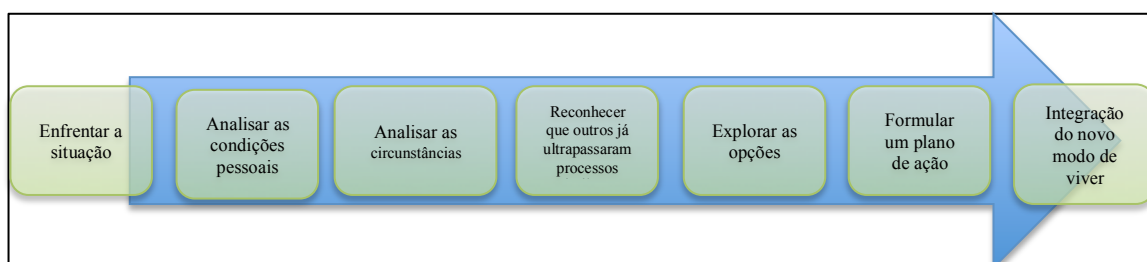 Enfrentar a
situação
Analisar as
condições
pessoais
Analisar as
circunstâncias
Reconhecer
que outros já
ultrapassaram
processos
Explorar as
opções
Formular
um plano
de ação
Integração
do novo
modo de
viver